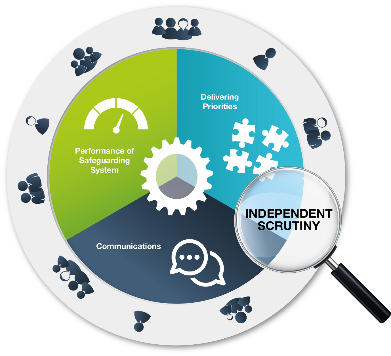 Delivering
Priorities
Performance of
Safeguarding
System
INDEPENDENT
SCRUTINY
Communications